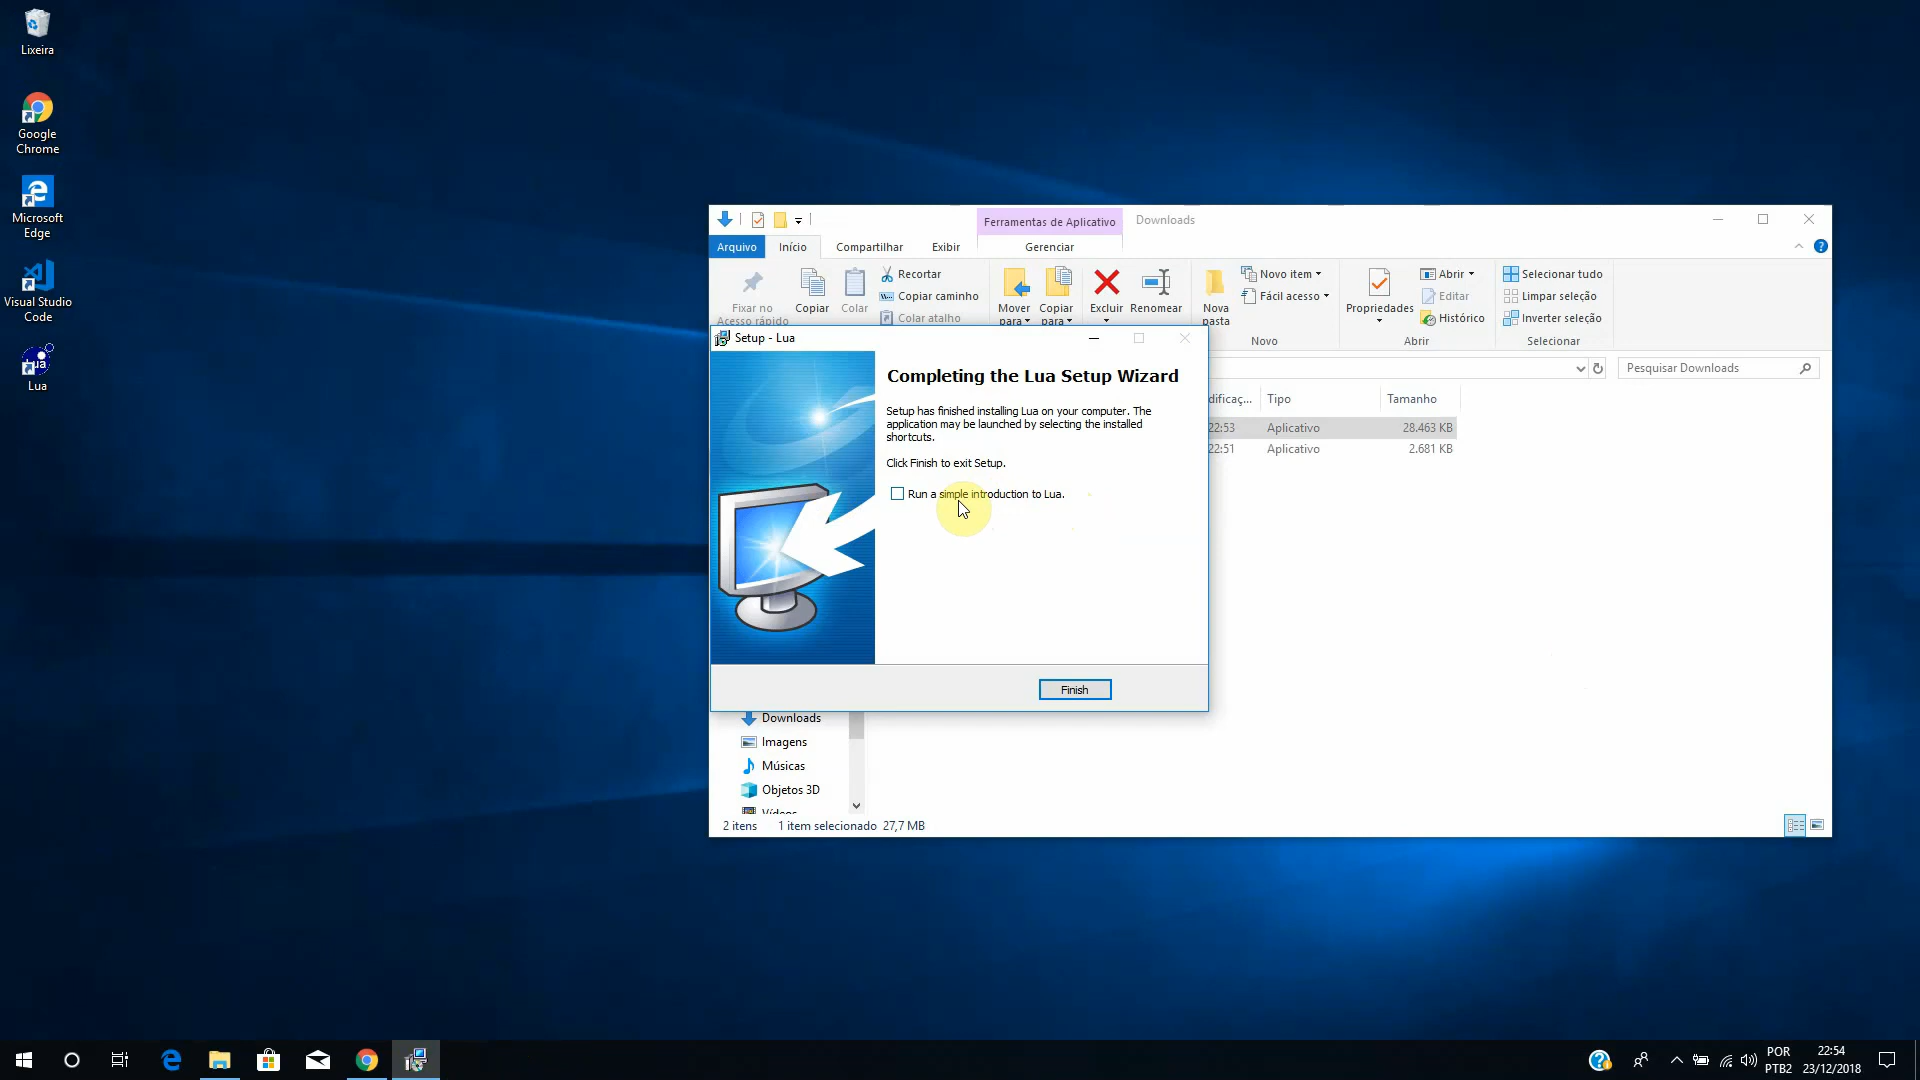 Lixeira
Google
Chrome
Microsoft
Edge
Visual Studio
Code
Lua
Ferramentas de Aplicativo
Downloads
Arquivo
Início
Compartilhar
Exibir
Gerenciar
Fixar no
Acesso rápido
Copiar
Colar
Recortar
Copiar caminho
Colar atalho
Mover
para
Copiar
para
Excluir
Renomear
Nova
pasta
Novo item
Fácil acesso
Novo
Propriedades
Abrir
Editar
Histórico
Abrir
Selecionar tudo
Limpar seleção
Inverter seleção
Selecionar
Pesquisar Downloads
Tipo
Tamanho
22:53
Aplicativo
28.463 KB
22:51
Aplicativo
2.681 KB
Setup - Lua
Completing the Lua Setup Wizard
Setup has finished installing Lua on your computer. The
application may be launched by selecting the installed
shortcuts.
Click Finish to exit Setup.
Run a simple introduction to Lua.
Finish
Downloads
Imagens
Músicas
Objetos 3D
Vídeos
2 itens
1 item selecionado 27,7 MB
POR
PTB2
22:54
23/12/2018